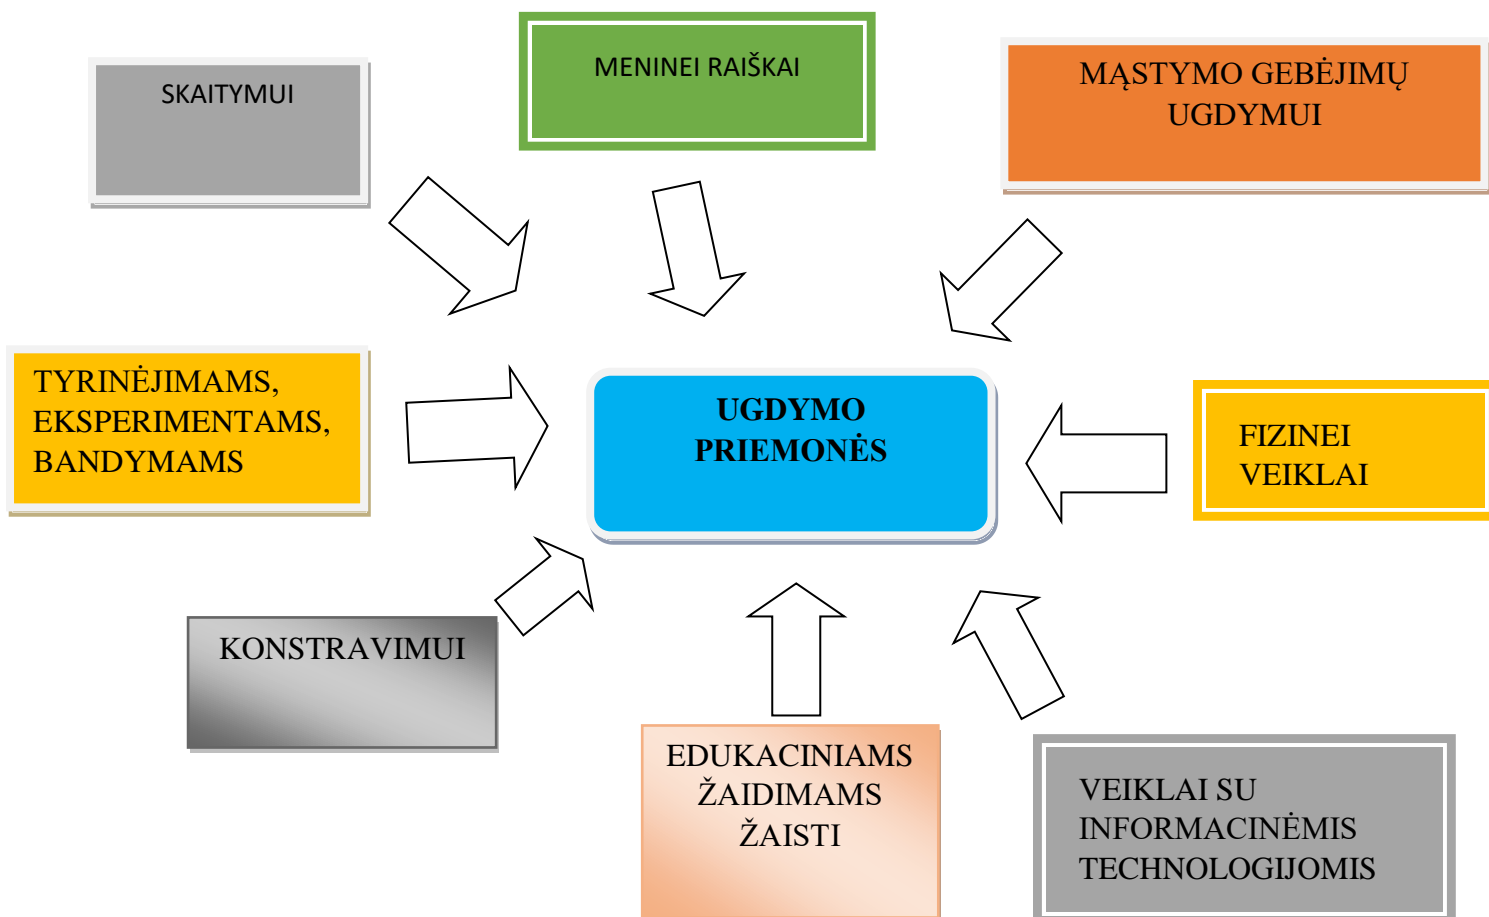 SKAITYMUI
MENINEI RAIŠKAI
MĄSTYMO GEBĖJIMŲ
UGDYMUI
TYRINĖJIMAMS,
EKSPERIMENTAMS,
BANDYMAMS
UGDYMO
PRIEMONĖS
FIZINEI
VEIKLAI
KONSTRAVIMUI
EDUKACINIAMS
ŽAIDIMAMS
ŽAISTI
VEIKLAI SU
INFORMACINĖMIS
TECHNOLOGIJOMIS